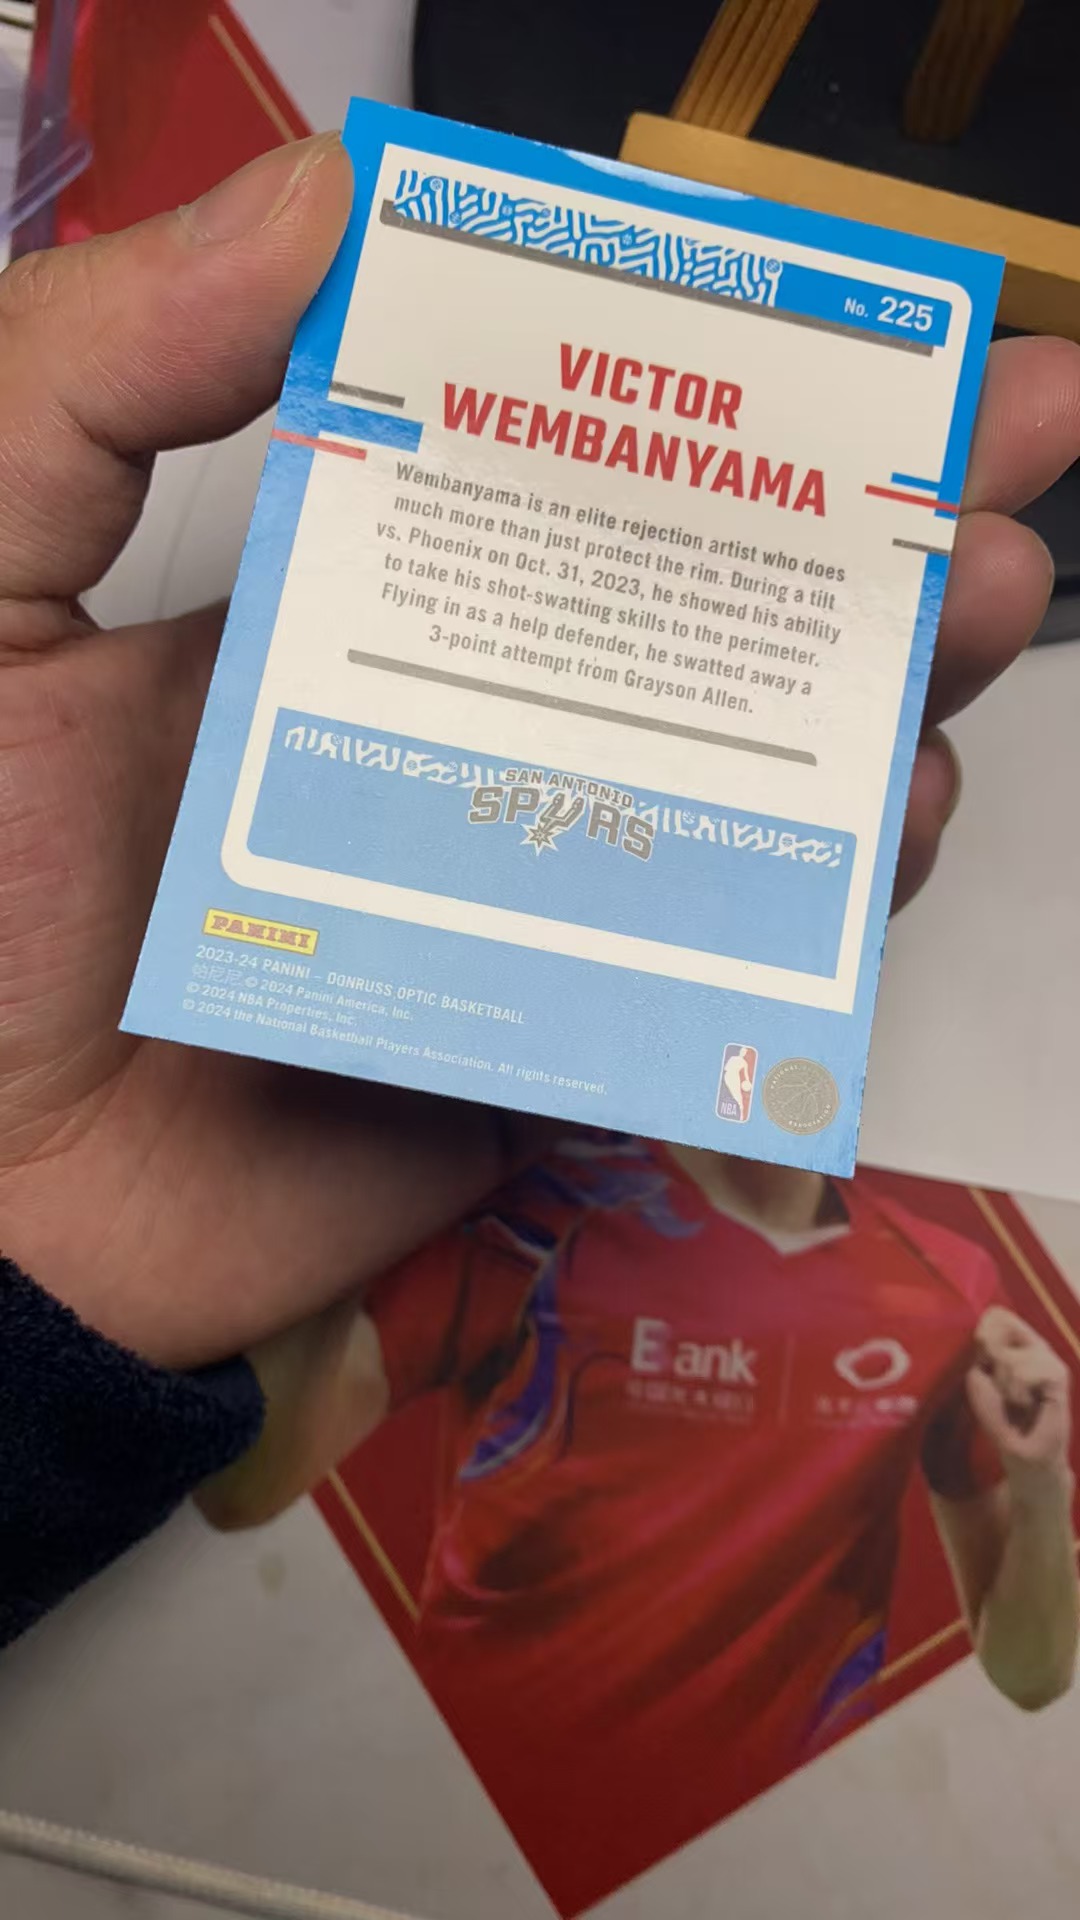 No. 225
VICTOR
WEMBANYAMA
Wembanyama is an elite rejection artist who does
much more than just protect the rim. During a tilt
vs. Phoenix on Oct. 31, 2023, he showed his ability
to take his shot-swatting skills to the perimeter.
Flying in as a help defender, he swatted away a
3-point attempt from Grayson Allen.
SAN ANTONIO
SPURS
PANINI
2023-24 PANINI – DONRUSS OPTIC BASKETBALL
帕尼尼 © 2024 Panini America, Inc.
© 2024 NBA Properties, Inc.
© 2024 the National Basketball Players Association. All rights reserved.
NBA
Bank